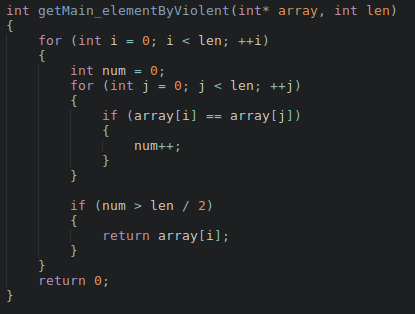 int getMain_elementByViolent(int* array, int len)
{
    for (int i = 0; i < len; ++i)
    {
        int num = 0;
        for (int j = 0; j < len; ++j)
        {
            if (array[i] == array[j])
            {
                num++;
            }
        }

        if (num > len / 2)
        {
            return array[i];
        }
    }
    return 0;
}